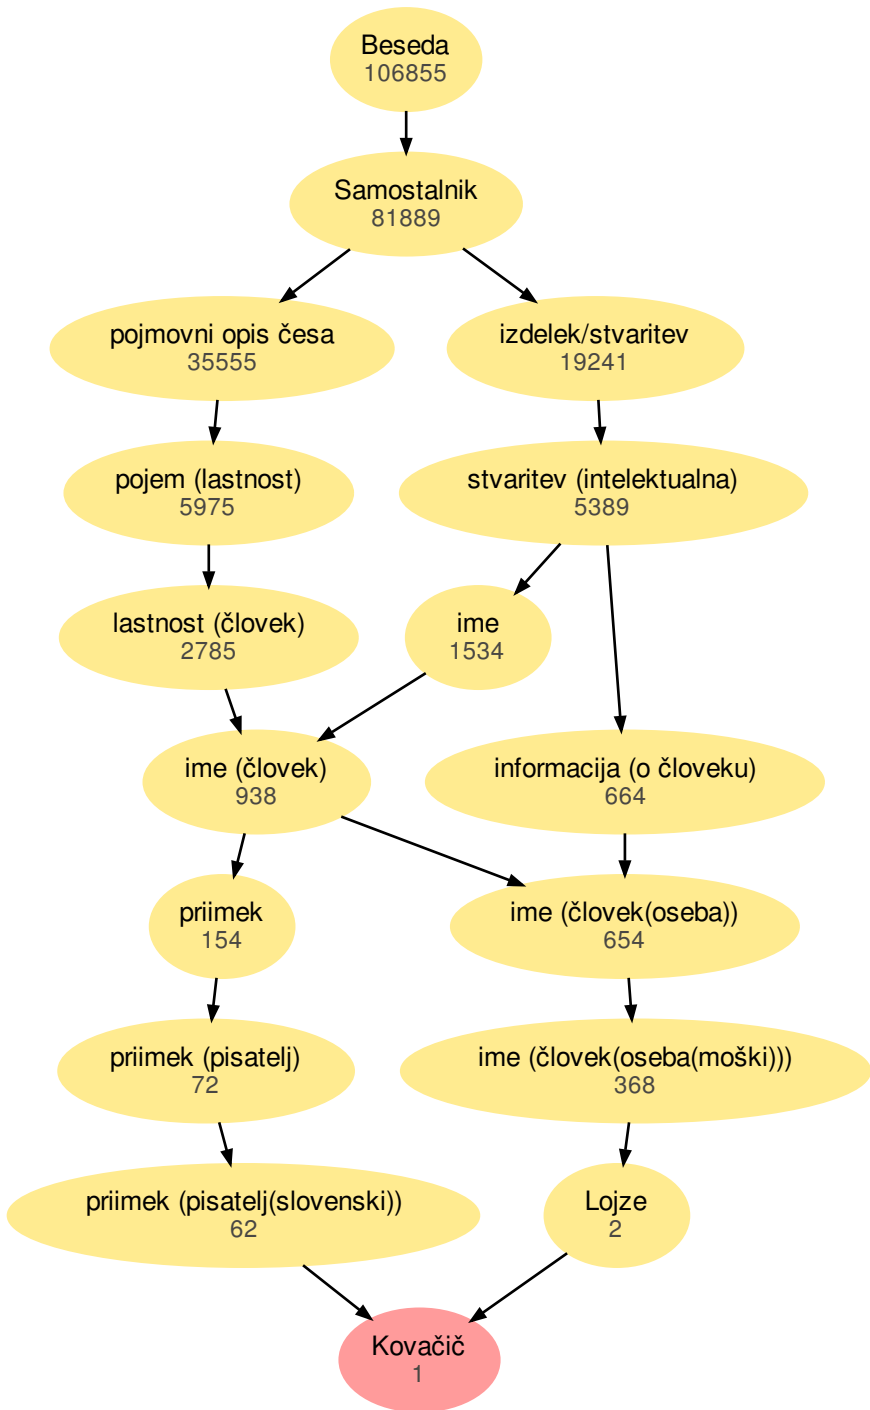 Beseda
106855
Samostalnik
81889
pojmovni opis česa
35555
izdelek/stvaritev
19241
pojem (lastnost)
5975
stvaritev (intelektualna)
5389
lastnost (človek)
2785
ime
1534
ime (človek)
938
informacija (o človeku)
664
priimek
154
ime (človek(oseba))
654
priimek (pisatelj)
72
ime (človek(oseba(moški)))
368
priimek (pisatelj(slovenski))
62
Lojze
2
Kovačič
1